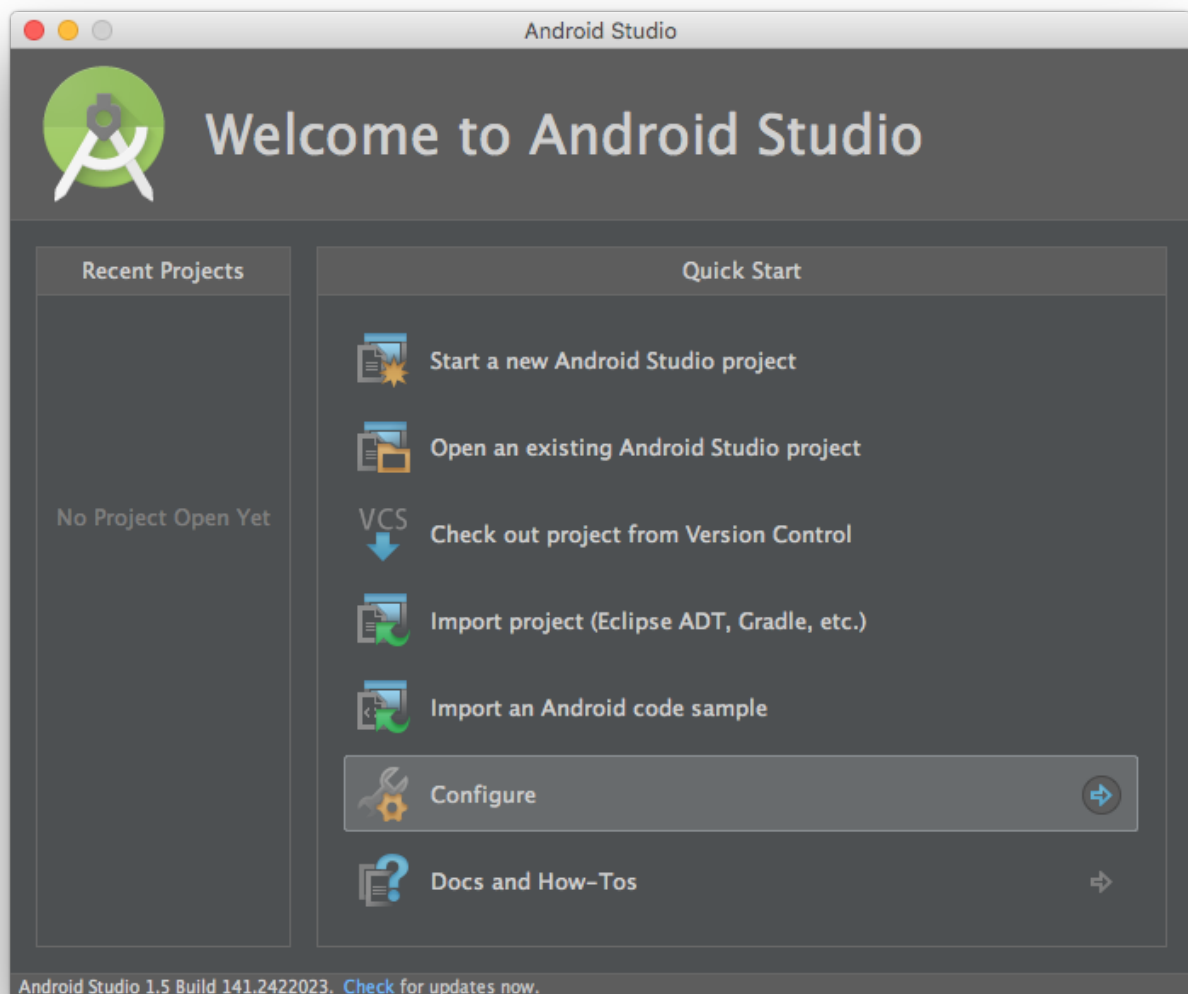 Android Studio
Welcome to Android Studio
Recent Projects
No Project Open Yet
Quick Start
Start a new Android Studio project
Open an existing Android Studio project
VCS
Check out project from Version Control
Import project (Eclipse ADT, Gradle, etc.)
Import an Android code sample
Configure
Docs and How-Tos
Android Studio 1.5 Build 141.2422023. Check for updates now.